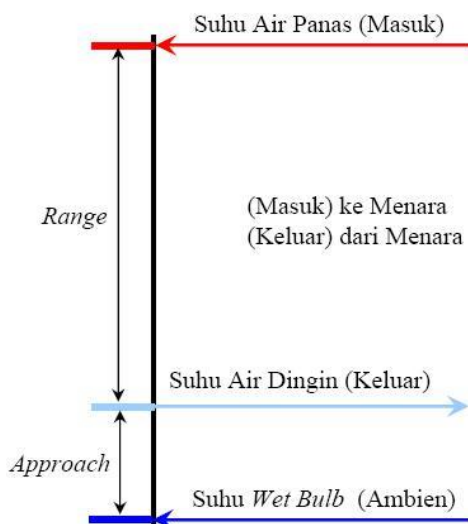 Suhu Air Panas (Masuk)
Range
(Masuk) ke Menara
(Keluar) dari Menara
Suhu Air Dingin (Keluar)
Approach
Suhu Wet Bulb (Ambien)